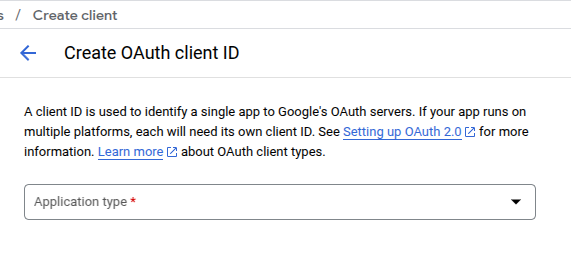 s / Create client
Create OAuth client ID
A client ID is used to identify a single app to Google's OAuth servers. If your app runs on
multiple platforms, each will need its own client ID. See Setting up OAuth 2.0 for more
information. Learn more about OAuth client types.
Application type *